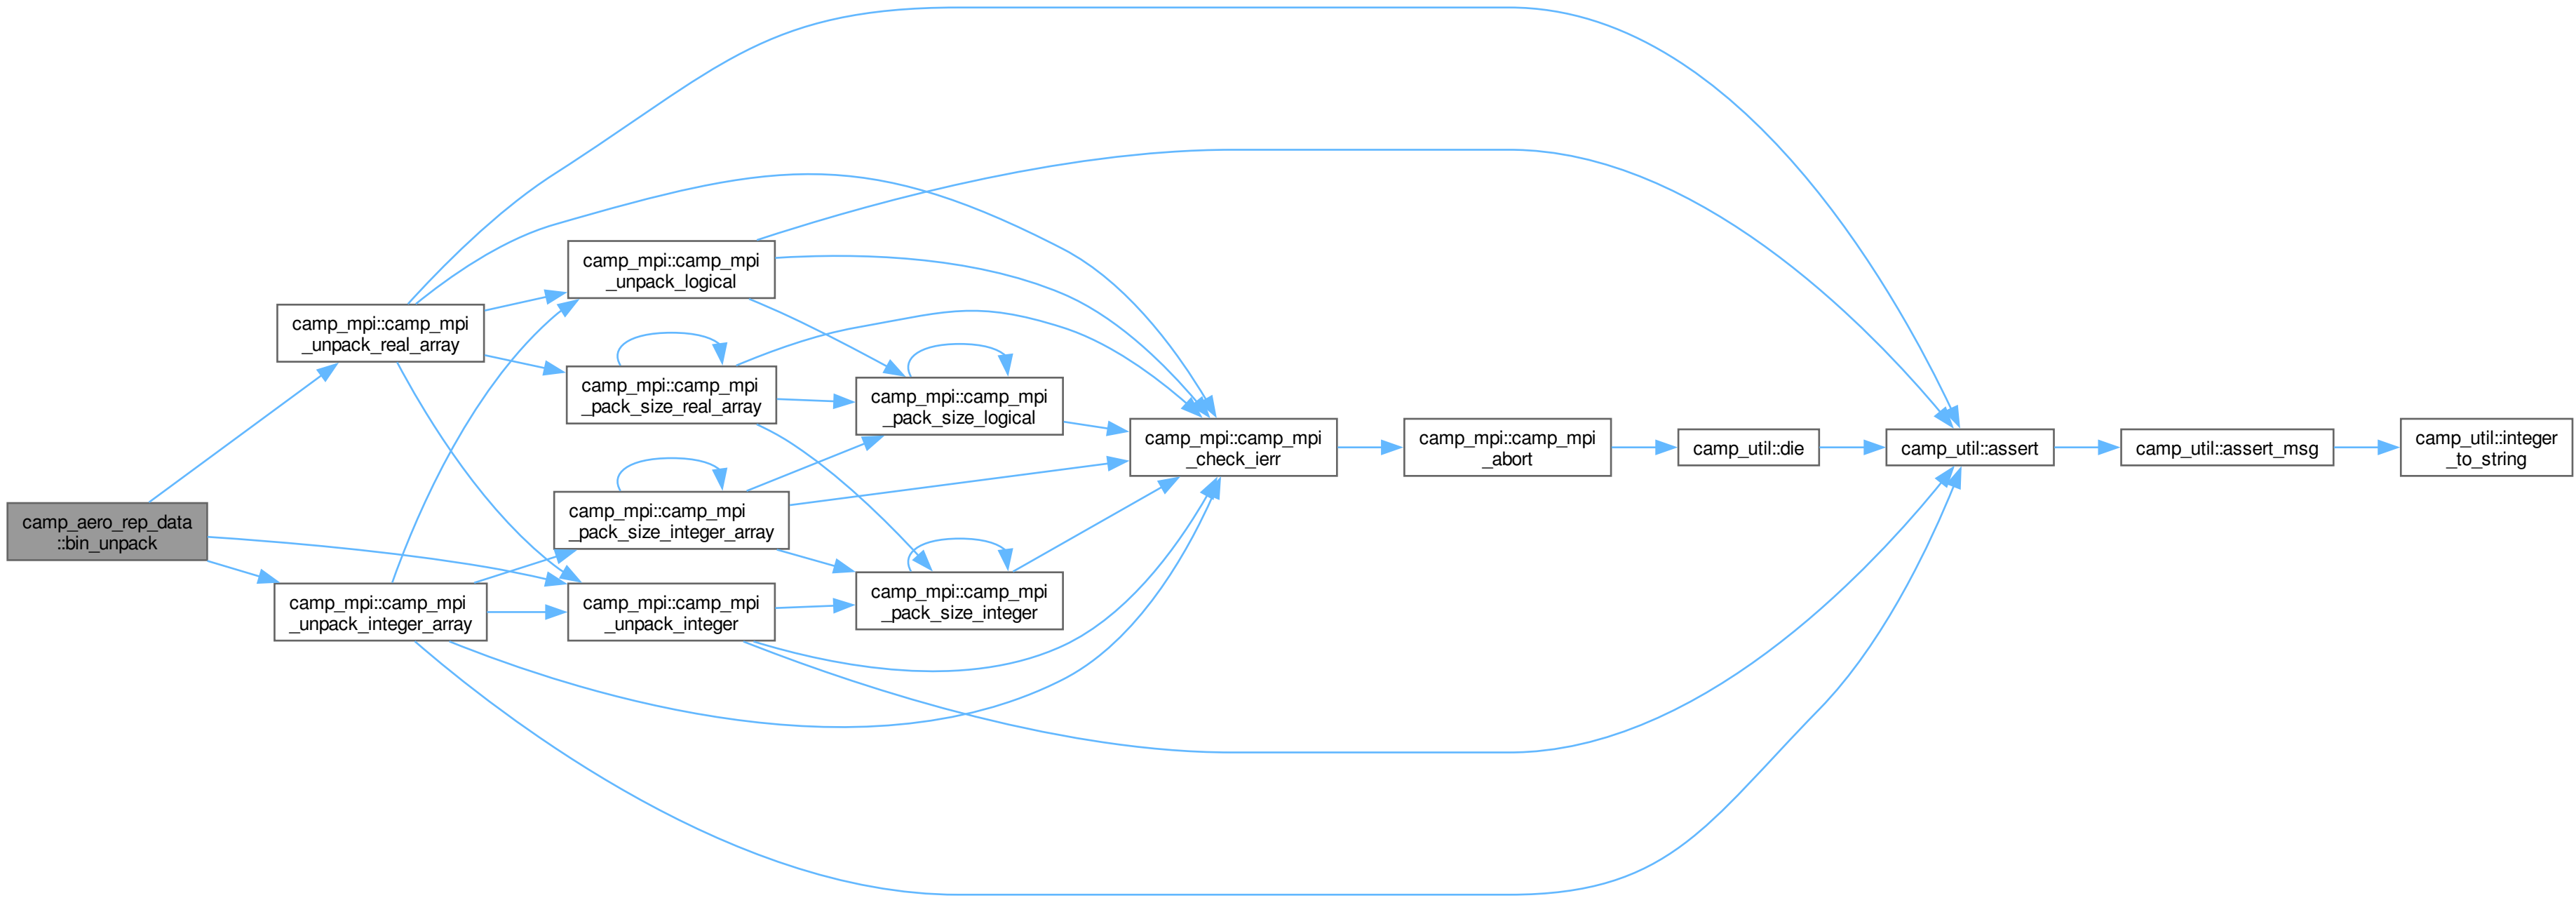 camp_aero_rep_data
::bin_unpack
camp_mpi::camp_mpi
_unpack_real_array
camp_mpi::camp_mpi
_unpack_integer_array
camp_mpi::camp_mpi
_unpack_logical
camp_mpi::camp_mpi
_pack_size_real_array
camp_mpi::camp_mpi
_pack_size_integer_array
camp_mpi::camp_mpi
_unpack_integer
camp_mpi::camp_mpi
_pack_size_logical
camp_mpi::camp_mpi
_pack_size_integer
camp_mpi::camp_mpi
_check_ierr
camp_mpi::camp_mpi
_abort
camp_util::die
camp_util::assert
camp_util::assert_msg
camp_util::integer
_to_string